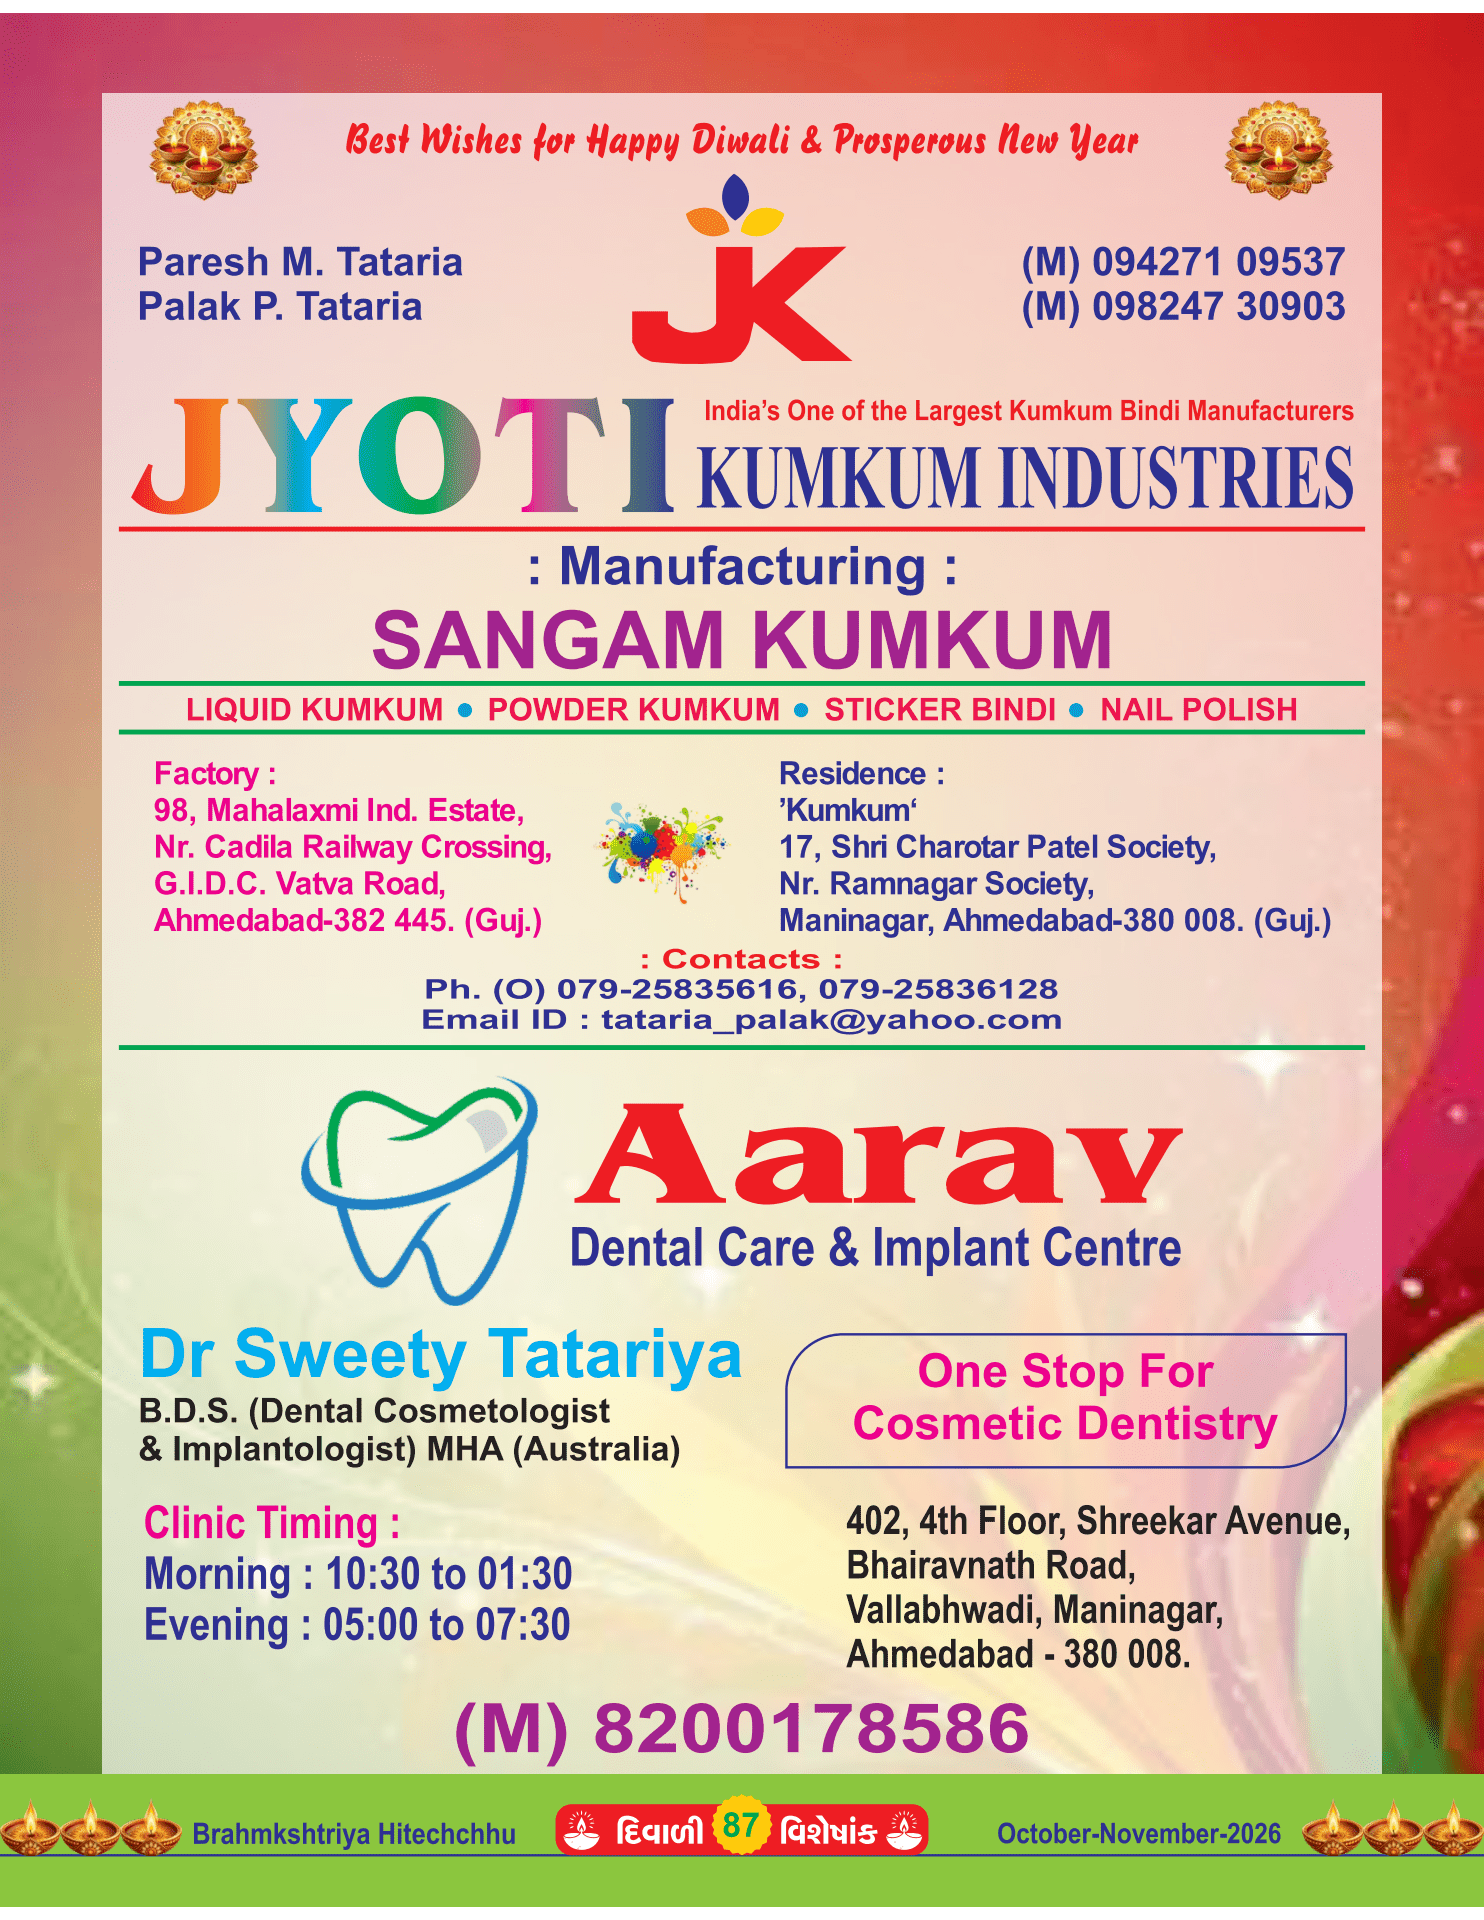 Best Wishes for Happy Diwali & Prosperous New Year
Paresh M. Tataria
Palak P. Tataria
JK
(M) 094271 09537
(M) 098247 30903
JYOTI
India's One of the Largest Kumkum Bindi Manufacturers
KUMKUM INDUSTRIES
: Manufacturing :
SANGAM KUMKUM
LIQUID KUMKUM • POWDER KUMKUM • STICKER BINDI • NAIL POLISH
Factory :
98, Mahalaxmi Ind. Estate,
Nr. Cadila Railway Crossing,
G.I.D.C. Vatva Road,
Ahmedabad-382 445. (Guj.)
Residence :
’Kumkum‘
17, Shri Charotar Patel Society,
Nr. Ramnagar Society,
Maninagar, Ahmedabad-380 008. (Guj.)
: Contacts :
Ph. (O) 079-25835616, 079-25836128
Email ID : tataria_palak@yahoo.com
Aarav
Dental Care & Implant Centre
Dr Sweety Tatariya
B.D.S. (Dental Cosmetologist
& Implantologist) MHA (Australia)
One Stop For
Cosmetic Dentistry
Clinic Timing :
Morning : 10:30 to 01:30
Evening : 05:00 to 07:30
402, 4th Floor, Shreekar Avenue,
Bhairavnath Road,
Vallabhwadi, Maninagar,
Ahmedabad - 380 008.
(M) 8200178586
Brahmkshtriya Hitechchhu
દિવાળી 87 વિશેષાંક
October-November-2026